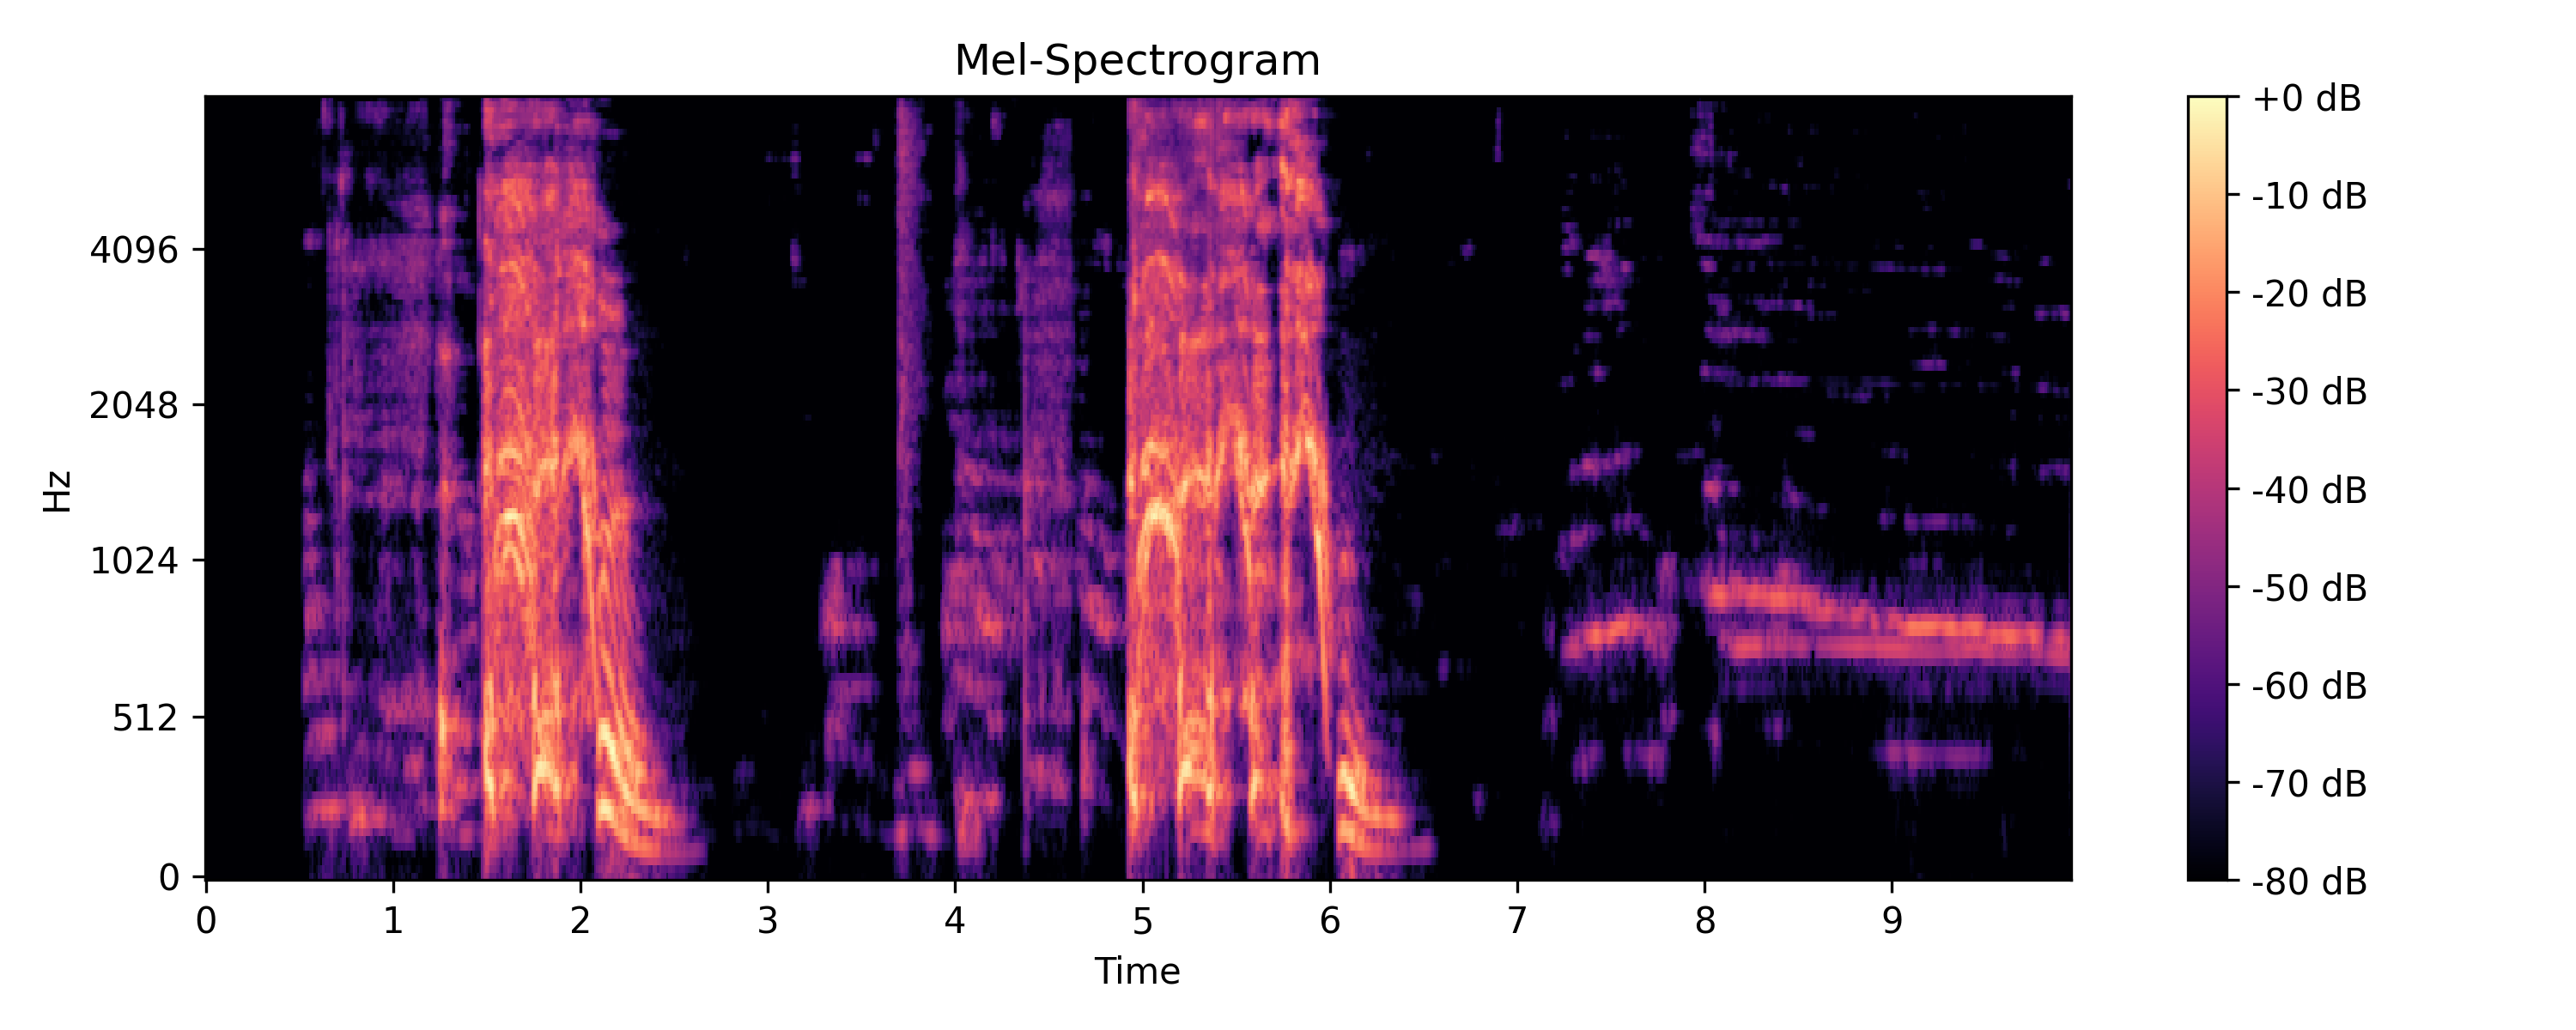 Mel-Spectrogram
+0 dB
-10 dB
4096
-20 dB
-30 dB
2048
Hz
-40 dB
1024
-50 dB
-60 dB
512
-70 dB
0
-80 dB
0 1 2 3 4 5 6 7 8 9
Time